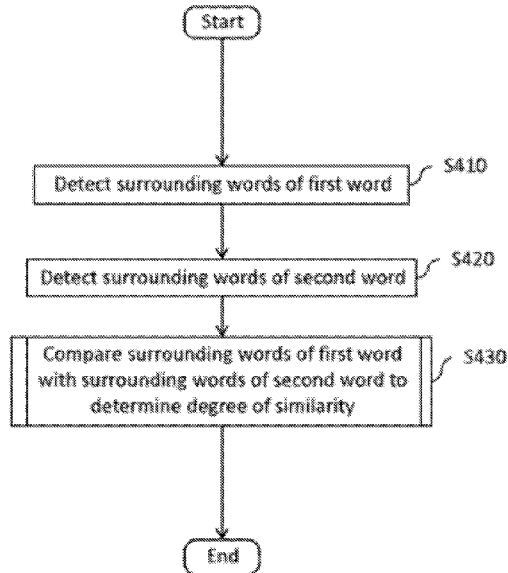 Start
Detect surrounding words of first word
S410
Detect surrounding words of second word
S420
Compare surrounding words of first word
with surrounding words of second word to
determine degree of similarity
S430
End